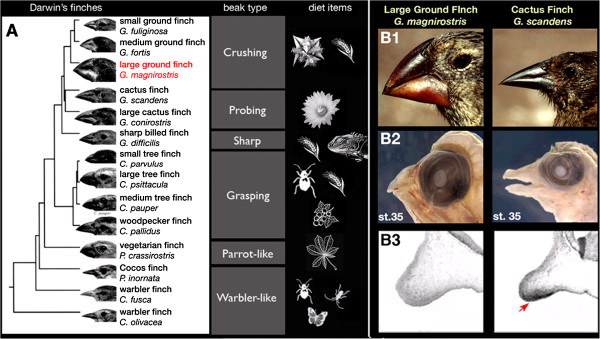 Darwin's finches
beak type
diet items
A
small ground finch
G. fuliginosa
medium ground finch
G. fortis
large ground finch
G. magnirostris
cactus finch
G. scandens
large cactus finch
G. conirostris
sharp billed finch
G. difficilis
small tree finch
C. parvulus
large tree finch
C. psittacula
medium tree finch
C. pauper
woodpecker finch
C. pallidus
vegetarian finch
P. crassirostris
Cocos finch
P. inornata
warbler finch
C. fusca
warbler finch
C. olivacea
Crushing
Probing
Sharp
Grasping
Parrot-like
Warbler-like
Large Ground FInch
G. magnirostris
Cactus Finch
G. scandens
B1
B2
st.35
st. 35
B3